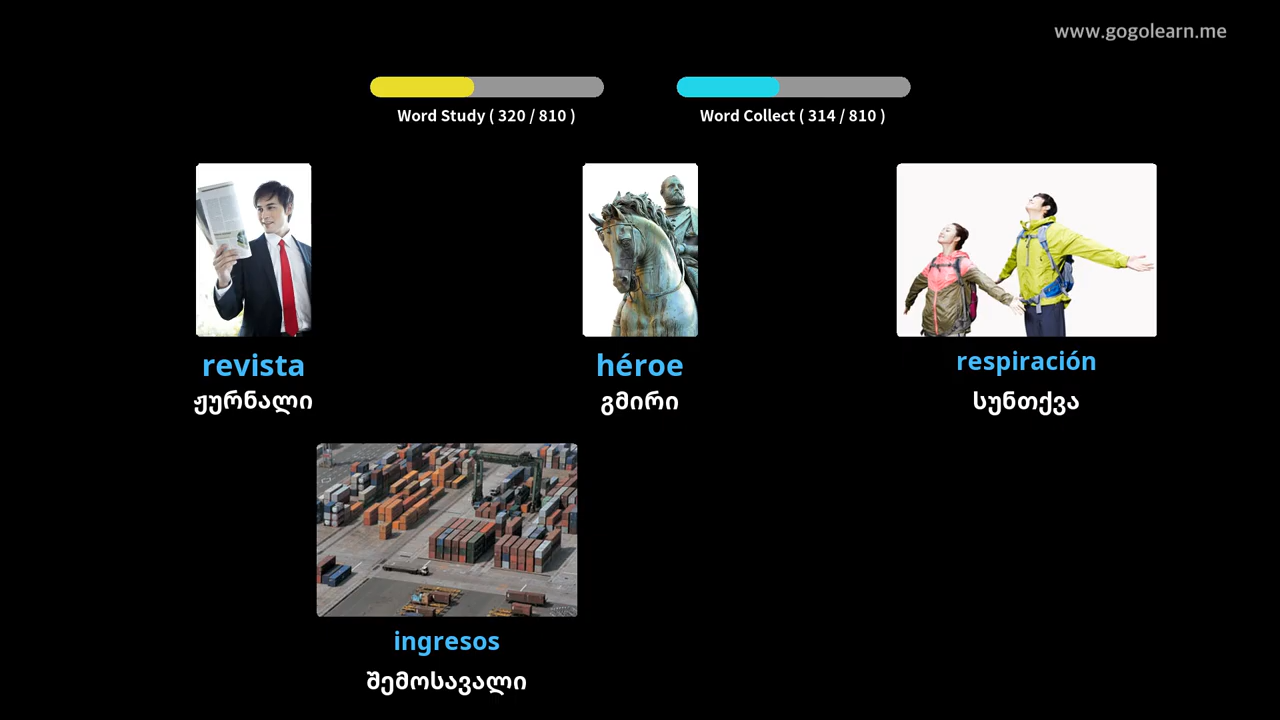 www.gogolearn.me
Word Study ( 320 / 810 )
Word Collect ( 314 / 810 )
revista
ჟურნალი
héroe
გმირი
respiración
სუნთქვა
ingresos
შემოსავალი